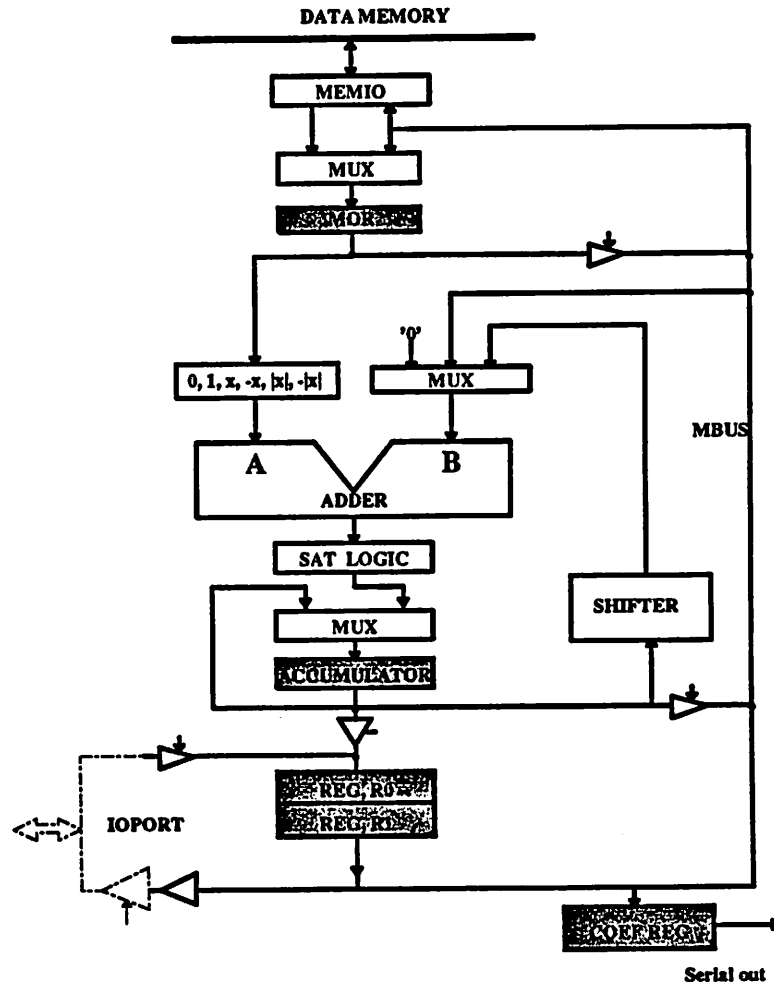 DATA MEMORY
MEMIO
MUX
MOR
'0'
0, 1, x, -x, |x|, -|x|
MUX
MBUS
A
B
ADDER
SAT LOGIC
SHIFTER
MUX
ACCUMULATOR
REG, R0
IOPORT
REG, R1
COEF REG
Serial out